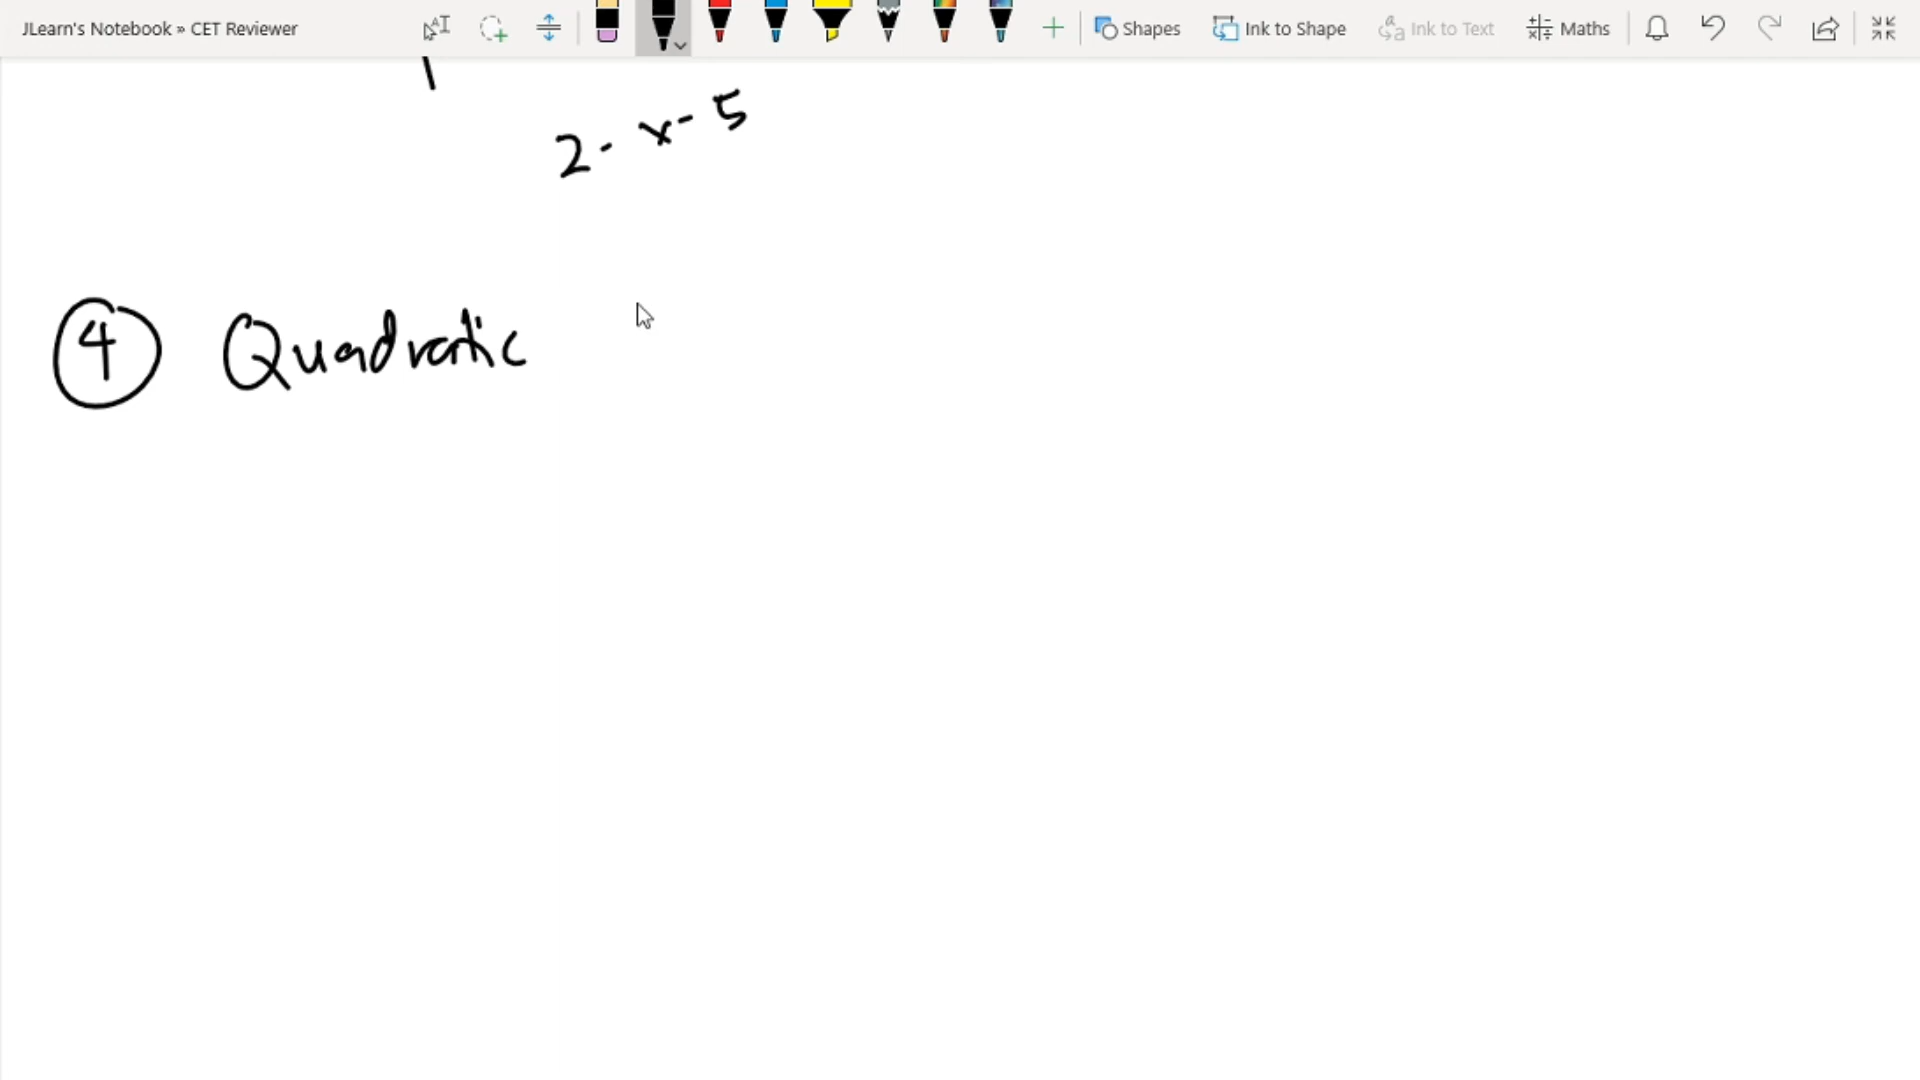 JLearn's Notebook » CET Reviewer Shapes Ink to Shape Ink to Text Maths
2 - x - 5
4 Quadratic